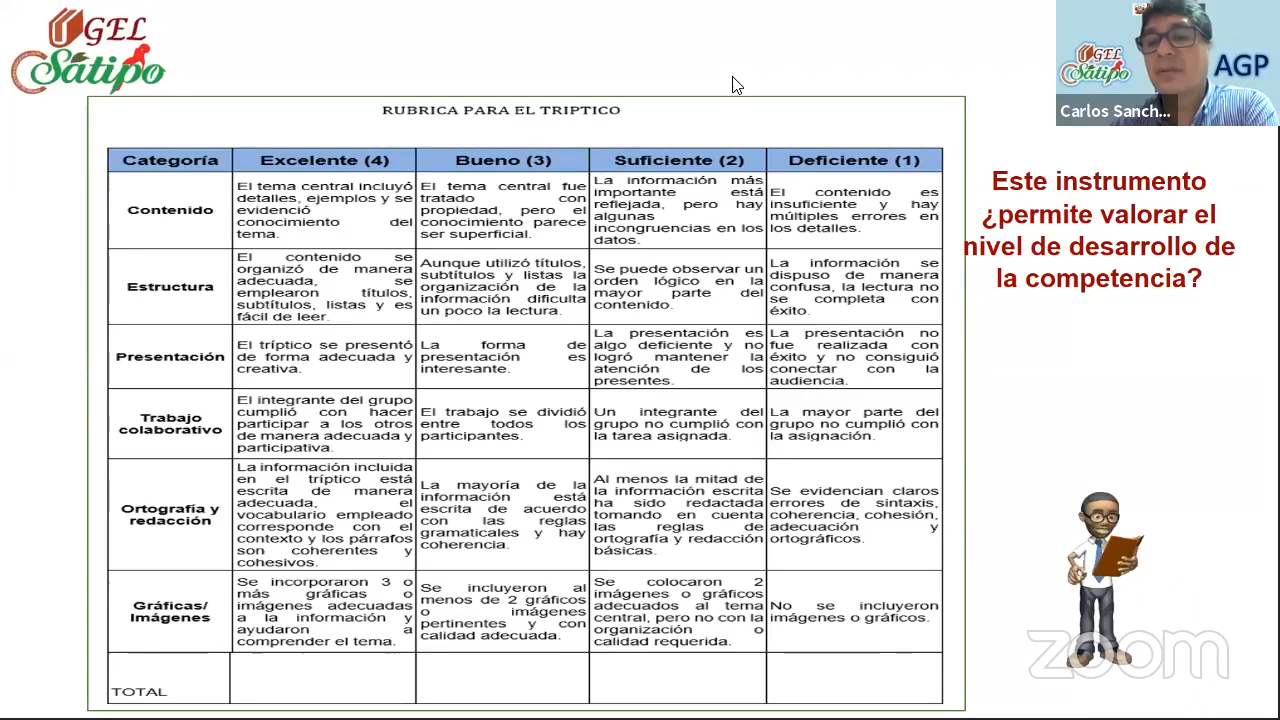 UGEL
Satipo
RUBRICA PARA EL TRIPTICO
Categoría
Excelente (4)
Bueno (3)
Suficiente (2)
Deficiente (1)
Contenido
El tema central incluyó
detalles, ejemplos y se
evidenció el
conocimiento del
tema.
El tema central fue
tratado con
propiedad, pero el
conocimiento parece
ser superficial.
La información más
importante está
reflejada, pero hay
algunas
incongruencias en los
datos.
El contenido es
insuficiente y hay
múltiples errores en
los detalles.
Estructura
El contenido se
organizó de manera
adecuada, se
emplearon títulos,
subtítulos, listas y es
fácil de leer.
Aunque utilizó títulos,
subtítulos y listas la
organización de la
información dificulta
un poco la lectura.
Se puede observar un
orden lógico en la
mayor parte del
contenido.
La información se
dispuso de manera
confusa, la lectura no
se completa con
éxito.
Presentación
El tríptico se presentó
de forma adecuada y
creativa.
La forma de
presentación es
interesante.
La presentación es
algo deficiente y no
logró mantener la
atención de los
presentes.
La presentación no
fue realizada con
éxito y no consiguió
conectar con la
audiencia.
Trabajo
colaborativo
El integrante del grupo
cumplió con hacer
participar a los otros
de manera adecuada y
participativa.
El trabajo se dividió
entre todos los
participantes.
Un integrante del
grupo no cumplió con
la tarea asignada.
La mayor parte del
grupo no cumplió con
la asignación.
Ortografía y
redacción
La información incluida
en el tríptico está
escrita de manera
adecuada, el
vocabulario empleado
corresponde con el
contexto y los párrafos
son coherentes y
cohesivos.
La mayoría de la
información está
escrita de acuerdo
con las reglas
gramaticales y hay
coherencia.
Al menos la mitad de
la información escrita
ha sido redactada
tomando en cuenta
las reglas de
ortografía y redacción
básicas.
Se evidencian claros
errores de sintaxis,
coherencia, cohesión,
adecuación y
ortográficos.
Gráficas/
Imágenes
Se incorporaron 3 o
más gráficas o
imágenes adecuadas
a la información y
ayudaron a
comprender el tema.
Se incluyeron al
menos de 2 gráficos
o imágenes
pertinentes y con
calidad adecuada.
Se colocaron 2
imágenes o gráficos
adecuados al tema
central, pero no con la
organización o
calidad requerida.
No se incluyeron
imágenes o gráficos.
TOTAL
UGEL
Satipo
AGP
Carlos Sanch...
Este instrumento
¿permite valorar el
nivel de desarrollo de
la competencia?
zoom